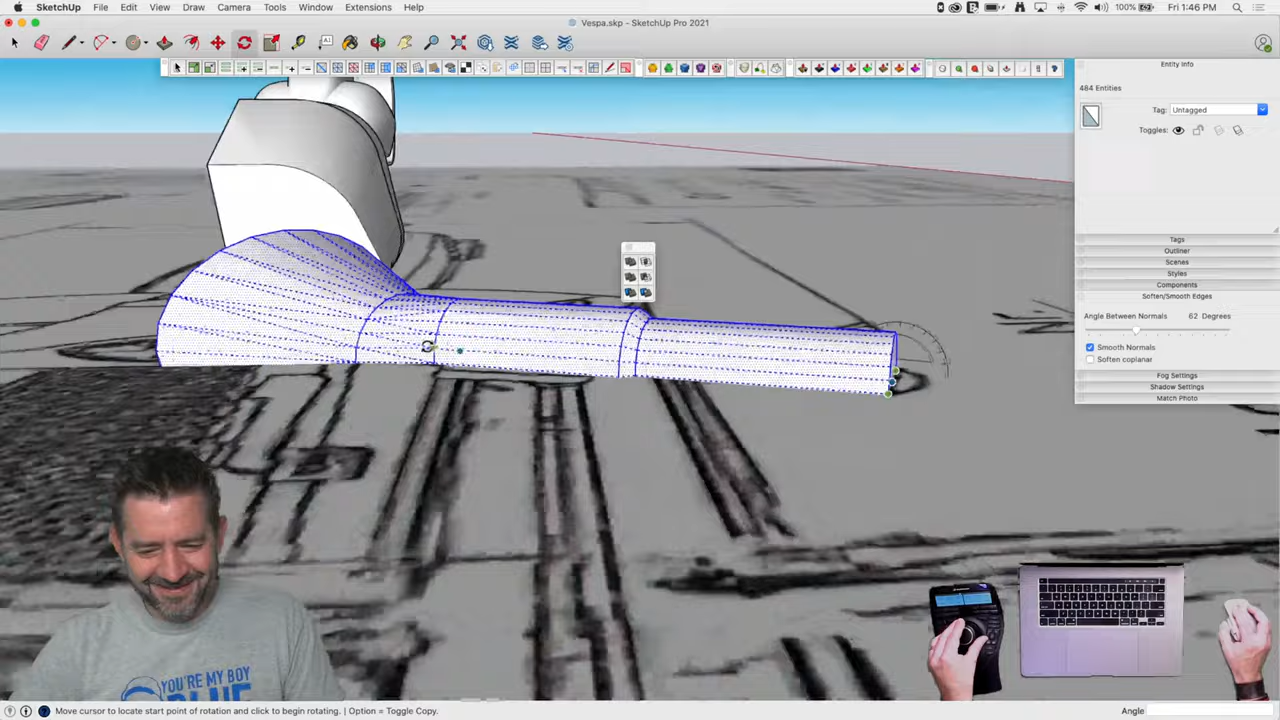 SketchUp File Edit View Draw Camera Tools Window Extensions Help 100% Fri 1:46 PM
Vespa.skp - SketchUp Pro 2021
Entity Info
484 Entities
Tag: Untagged
Toggles:
Tags
Outliner
Scenes
Styles
Components
Soften/Smooth Edges
Angle Between Normals 62 Degrees
Smooth Normals
Soften coplanar
Fog Settings
Shadow Settings
Match Photo
YOU'RE MY BOY
BLUE
Move cursor to locate start point of rotation and click to begin rotating. | Option = Toggle Copy. Angle